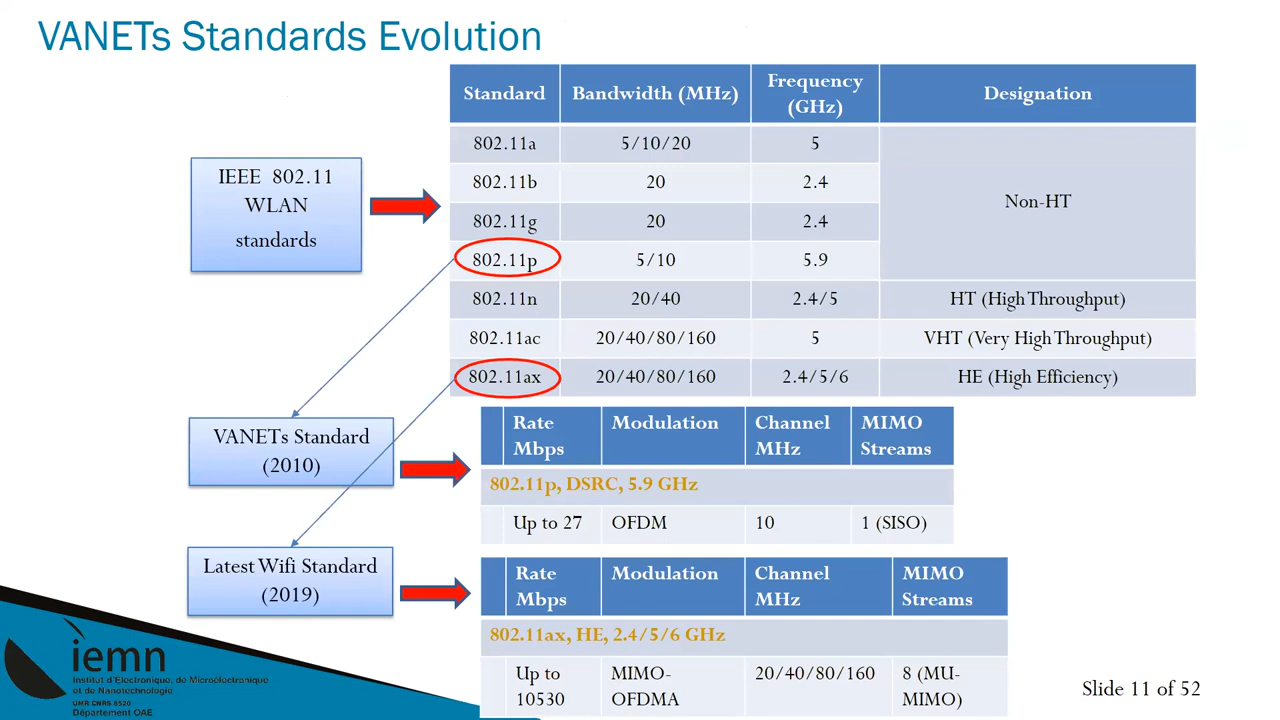 VANETs Standards Evolution
Standard Bandwidth (MHz) Frequency (GHz) Designation
802.11a 5/10/20 5 Non-HT
802.11b 20 2.4
802.11g 20 2.4
802.11p 5/10 5.9
802.11n 20/40 2.4/5 HT (High Throughput)
802.11ac 20/40/80/160 5 VHT (Very High Throughput)
802.11ax 20/40/80/160 2.4/5/6 HE (High Efficiency)
IEEE 802.11
WLAN
standards
VANETs Standard
(2010)
Rate Mbps Modulation Channel MHz MIMO Streams
802.11p, DSRC, 5.9 GHz
Up to 27 OFDM 10 1 (SISO)
Latest Wifi Standard
(2019)
Rate Mbps Modulation Channel MHz MIMO Streams
802.11ax, HE, 2.4/5/6 GHz
Up to 10530 MIMO-OFDMA 20/40/80/160 8 (MU-MIMO)
iemn
Institut d'Electronique, de Microélectronique
et de Nanotechnologie
UMR CNRS 8520
Département OAE
Slide 11 of 52